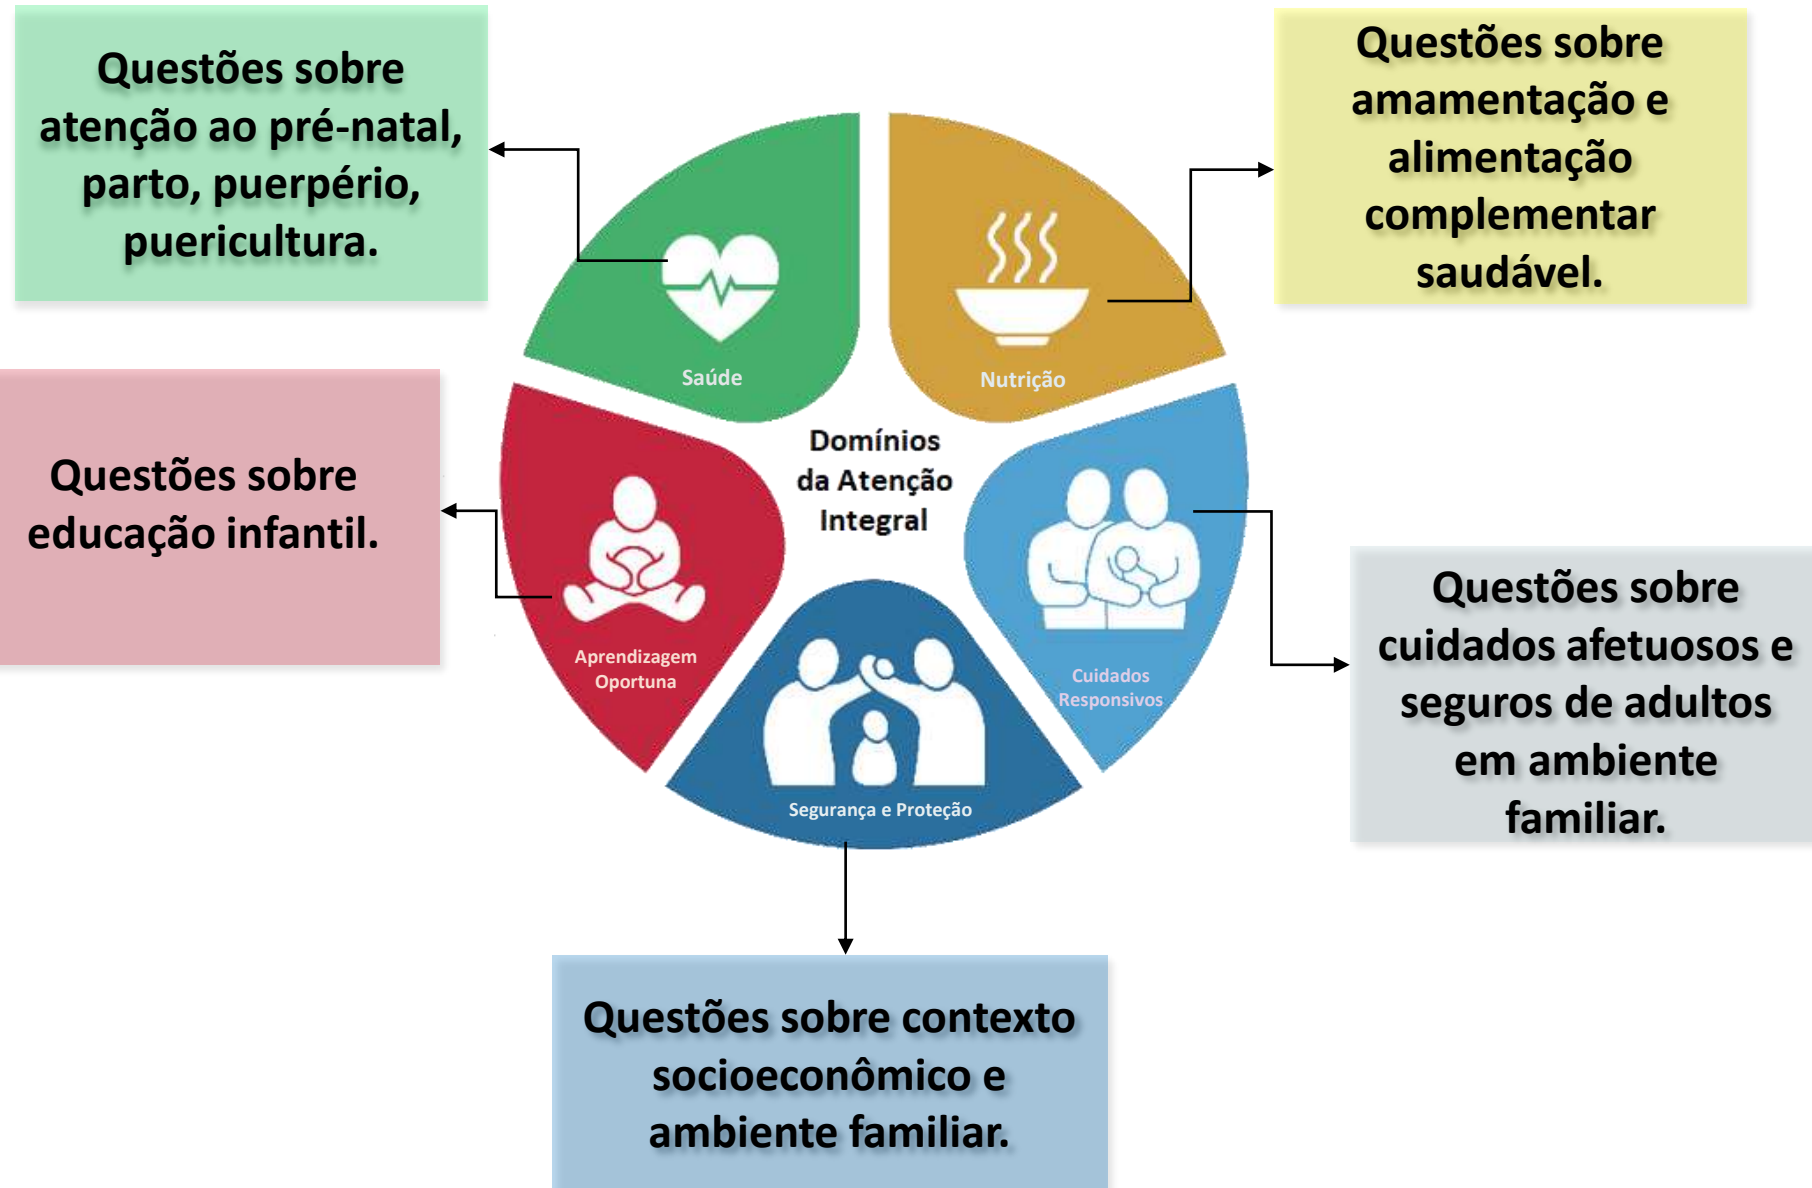 Questões sobre
atenção ao pré-natal,
parto, puerpério,
puericultura.
Questões sobre
amamentação e
alimentação
complementar
saudável.
Saúde
Nutrição
Domínios
da Atenção
Integral
Questões sobre
educação infantil.
Aprendizagem
Oportuna
Cuidados
Responsivos
Questões sobre
cuidados afetuosos e
seguros de adultos
em ambiente
familiar.
Segurança e Proteção
Questões sobre contexto
socioeconômico e
ambiente familiar.